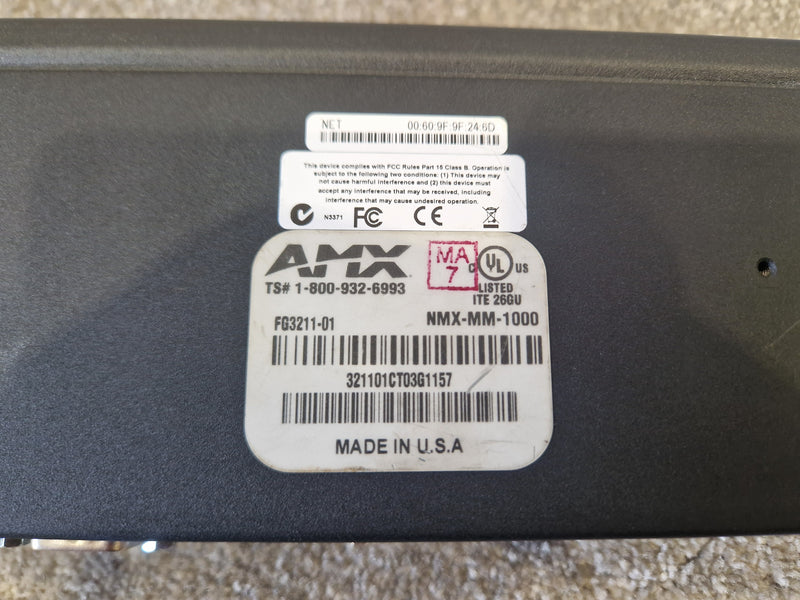 NET 00:60:9F:9F:24:6D
This device complies with FCC Rules Part 15 Class B. Operation is
subject to the following two conditions: (1) This device may
not cause harmful interference and (2) this device must
accept any interference that may be received, including
interference that may cause undesired operation.
N3371 FC CE
AMX
MA
7
C UL US
TS# 1-800-932-6993
LISTED
ITE 26GU
FG3211-01 NMX-MM-1000
321101CT03G1157
MADE IN U.S.A